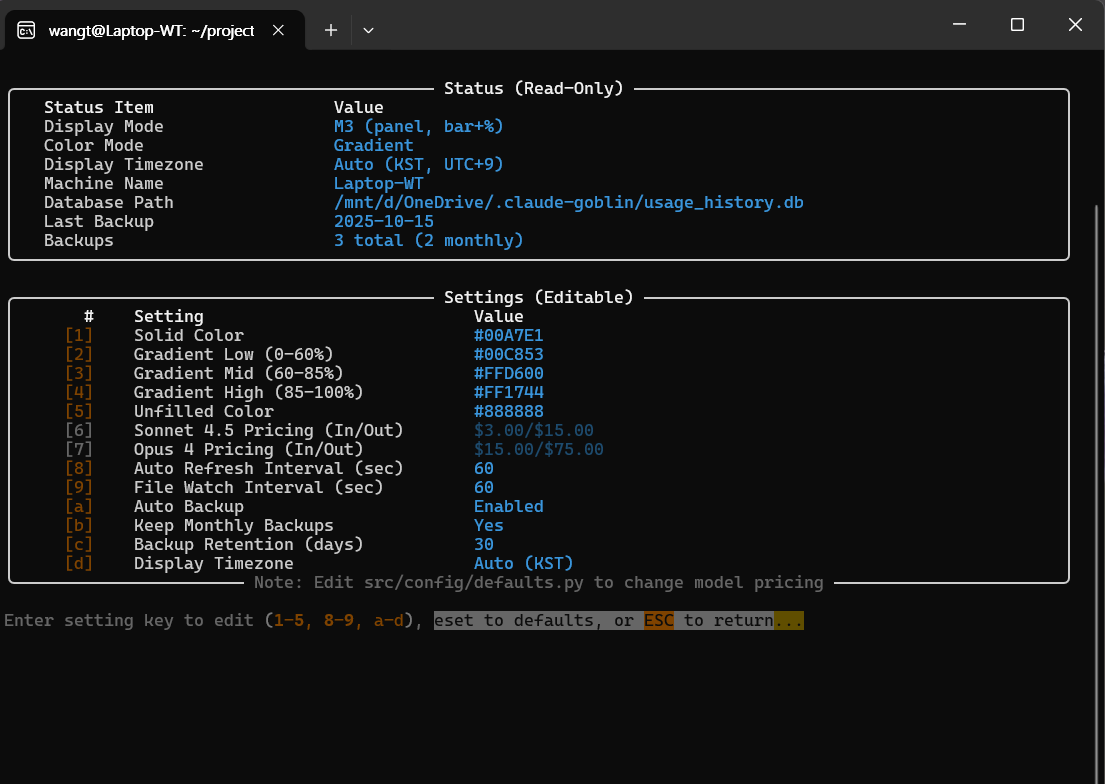 wangt@Laptop-WT: ~/project
Status (Read-Only)
Status Item Value
Display Mode M3 (panel, bar+%)
Color Mode Gradient
Display Timezone Auto (KST, UTC+9)
Machine Name Laptop-WT
Database Path /mnt/d/OneDrive/.claude-goblin/usage_history.db
Last Backup 2025-10-15
Backups 3 total (2 monthly)
Settings (Editable)
# Setting Value
[1] Solid Color #00A7E1
[2] Gradient Low (0-60%) #00C853
[3] Gradient Mid (60-85%) #FFD600
[4] Gradient High (85-100%) #FF1744
[5] Unfilled Color #888888
[6] Sonnet 4.5 Pricing (In/Out) $3.00/$15.00
[7] Opus 4 Pricing (In/Out) $15.00/$75.00
[8] Auto Refresh Interval (sec) 60
[9] File Watch Interval (sec) 60
[a] Auto Backup Enabled
[b] Keep Monthly Backups Yes
[c] Backup Retention (days) 30
[d] Display Timezone Auto (KST)
Note: Edit src/config/defaults.py to change model pricing
Enter setting key to edit (1-5, 8-9, a-d), eset to defaults, or ESC to return...